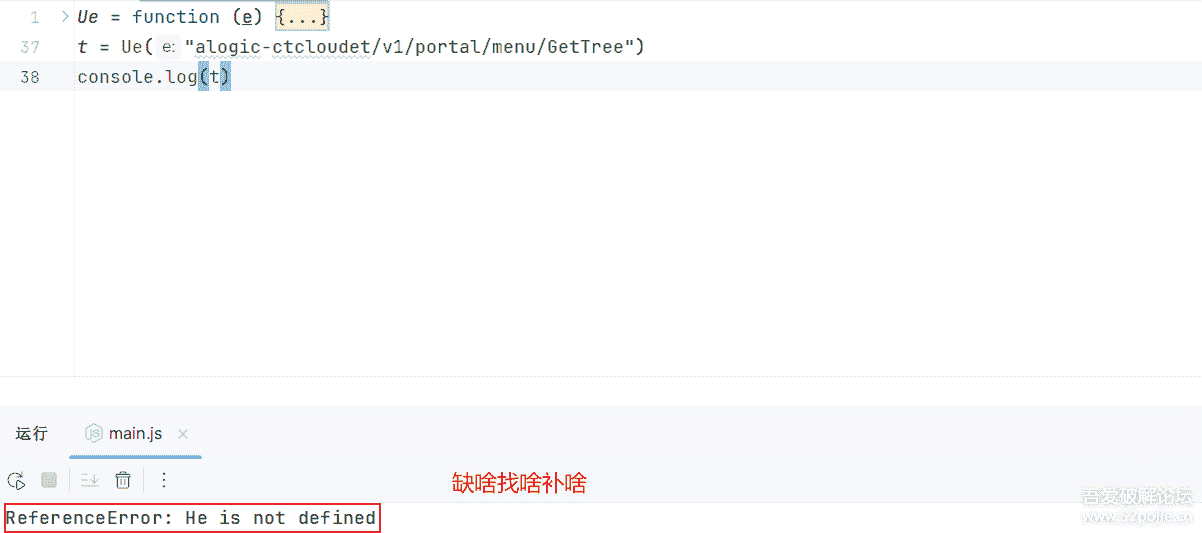 1 Ue = function (e) {...}
37 t = Ue( e: "alogic-ctcloudet/v1/portal/menu/GetTree")
38 console.log(t)
运行 main.js ×
缺啥找啥补啥
ReferenceError: He is not defined
吾爱破解论坛
www.52pojie.cn